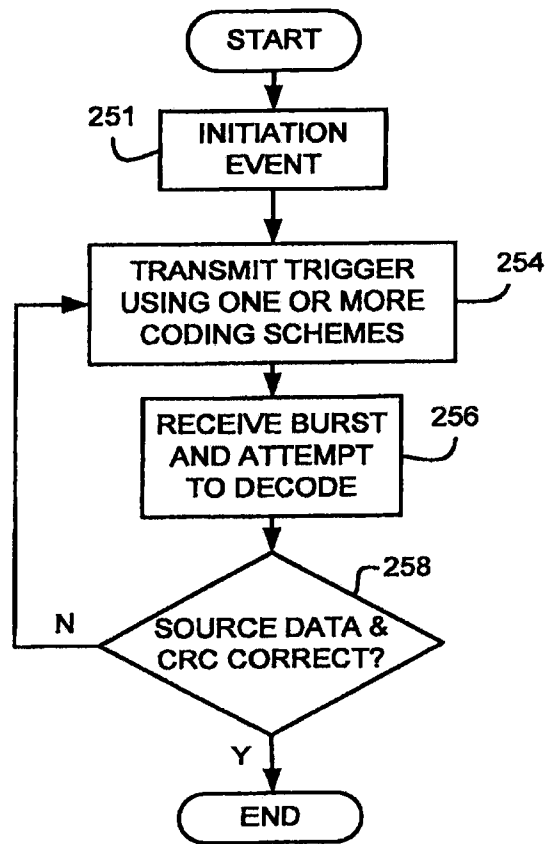 START
251
INITIATION
EVENT
TRANSMIT TRIGGER
USING ONE OR MORE
CODING SCHEMES
254
RECEIVE BURST
AND ATTEMPT
TO DECODE
256
258
SOURCE DATA &
CRC CORRECT?
N
Y
END